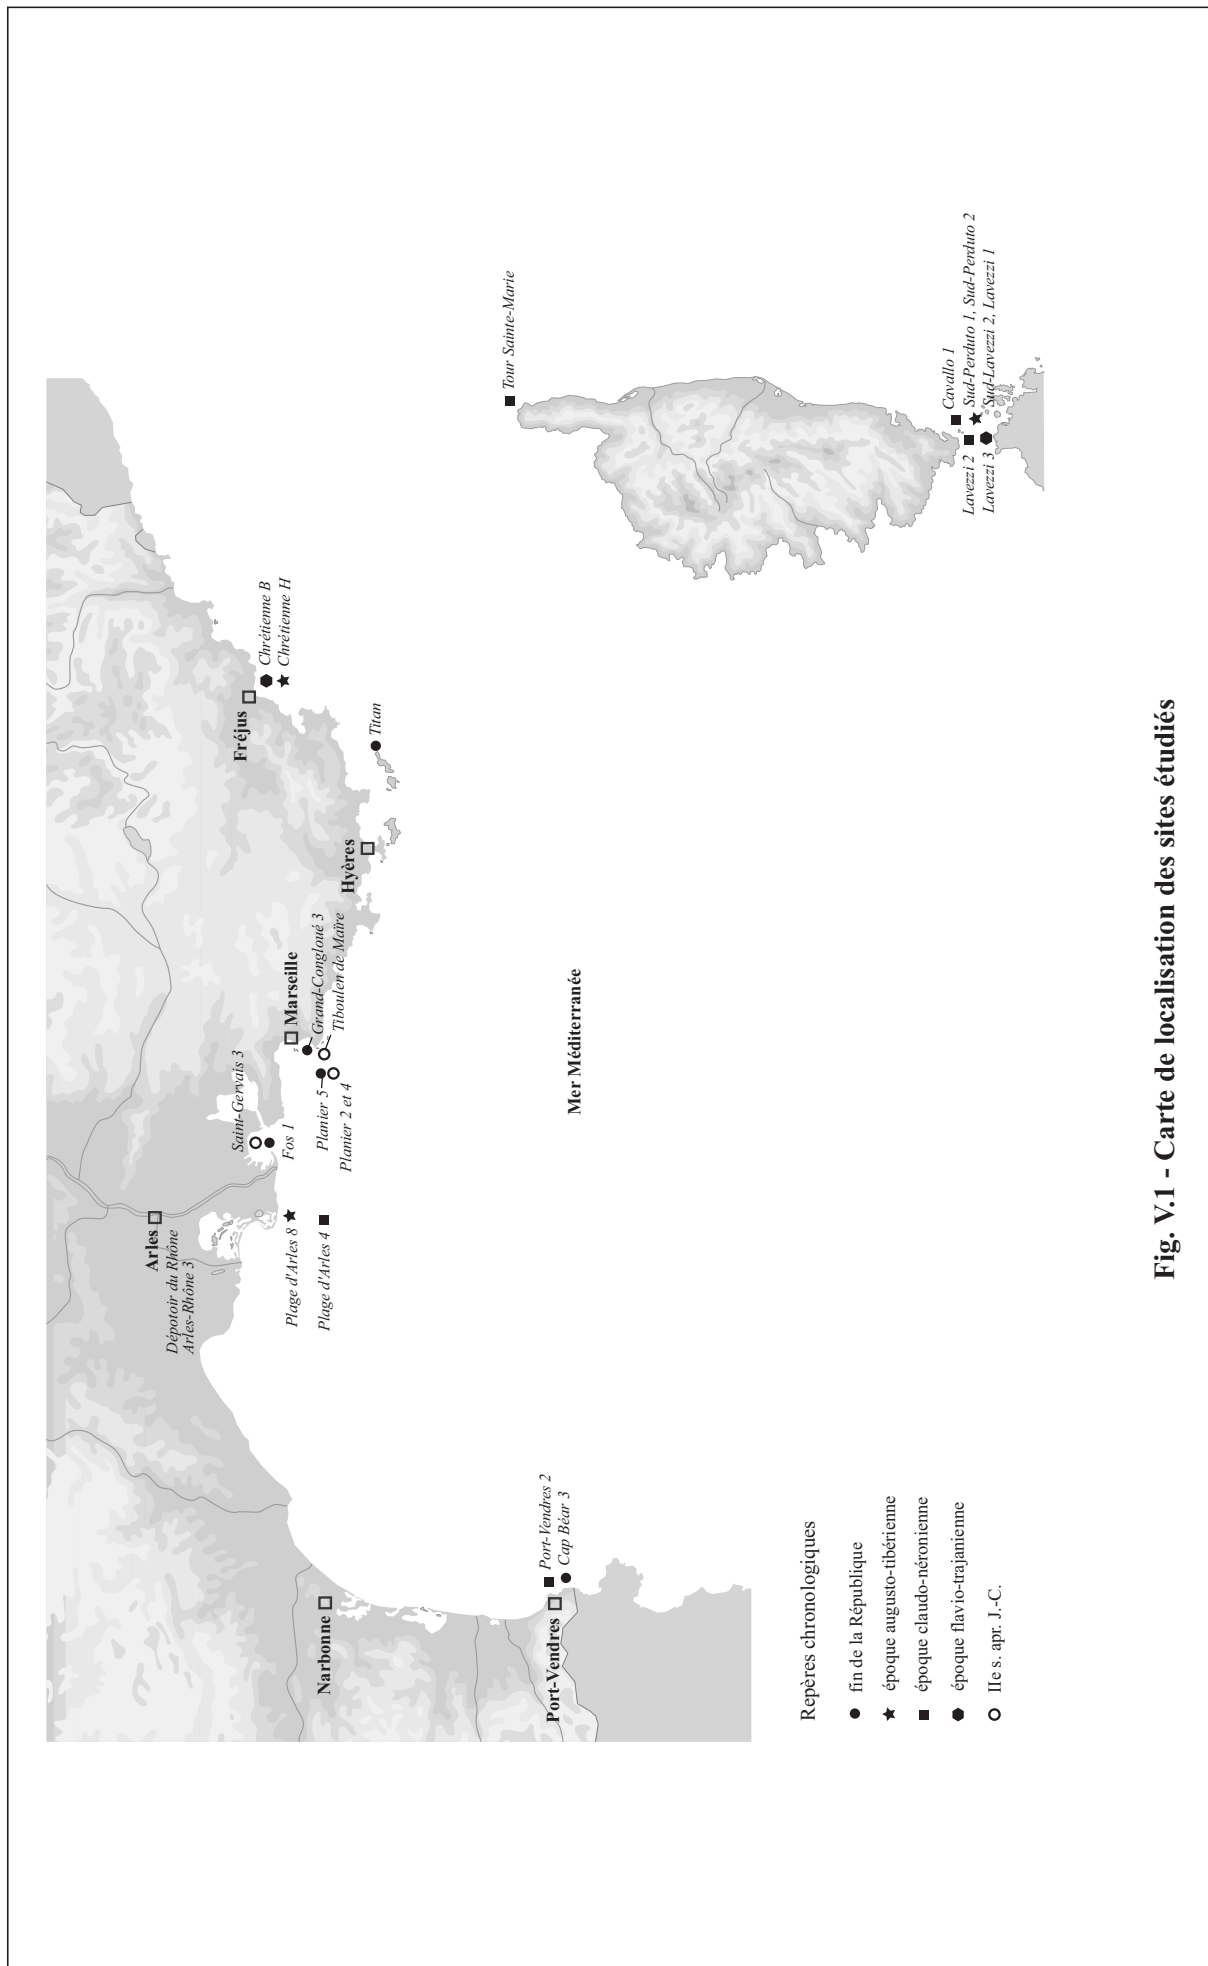 Arles
Dépotoir du Rhône
Arles-Rhône 3
Saint-Gervais 3
Fos 1
Plage d'Arles 8
Plage d'Arles 4
Marseille
Grand-Congloué 3
Tiboulen de Maïre
Planier 5
Planier 2 et 4
Hyères
Titan
Fréjus
Chrétienne B
Chrétienne H
Narbonne
Port-Vendres
Port-Vendres 2
Cap Béar 3
Mer Méditerranée
Tour Sainte-Marie
Cavallo 1
Sud-Perduto 1, Sud-Perduto 2
Sud-Lavezzi 2, Lavezzi 1
Lavezzi 2
Lavezzi 3
Repères chronologiques
fin de la République
époque augusto-tibérienne
époque claudo-néronienne
époque flavio-trajanienne
IIe s. apr. J.-C.
Fig. V.1 - Carte de localisation des sites étudiés